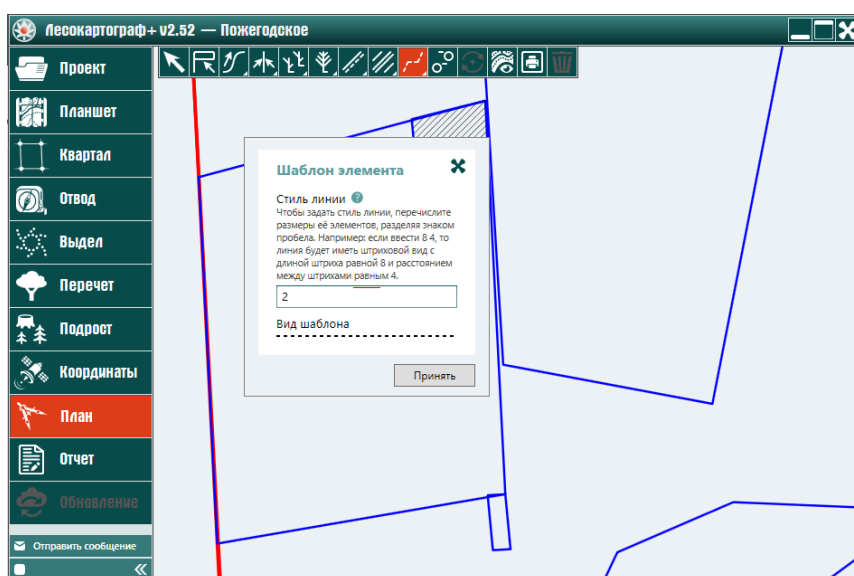 Лесокартограф+ v2.52 — Пожегодское
Проект
Планшет
Квартал
Отвод
Выдел
Перечет
Подрост
Координаты
План
Отчет
Обновление
Отправить сообщение
Шаблон элемента
Стиль линии ?
Чтобы задать стиль линии, перечислите
размеры её элементов, разделяя знаком
пробела. Например: если ввести 8 4, то
линия будет иметь штриховой вид с
длиной штриха равной 8 и расстоянием
между штрихами равным 4.
2
Вид шаблона
Принять